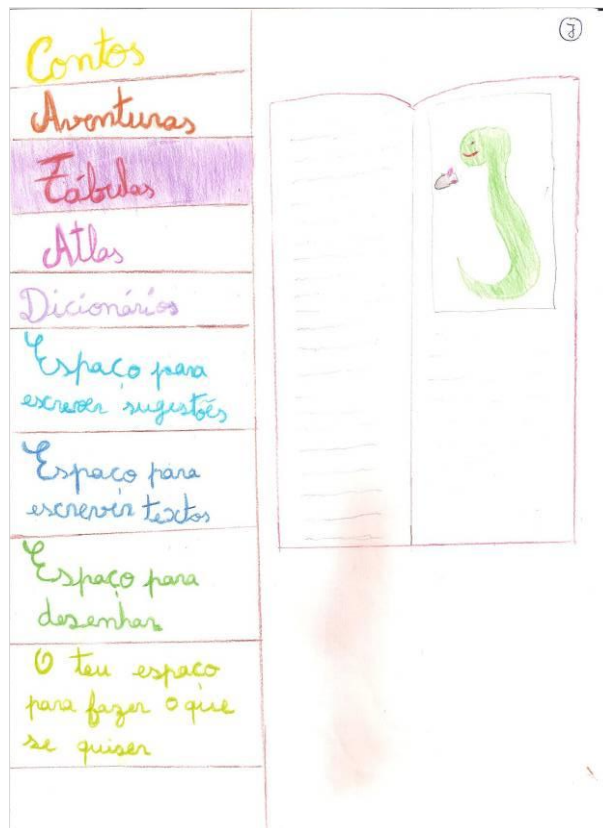 Contos
Aventuras
Fábulas
Atlas
Dicionários
Espaço para
escrever sugestões
Espaço para
escrever textos
Espaço para
desenhar
O teu espaço
para fazer o que
se quiser